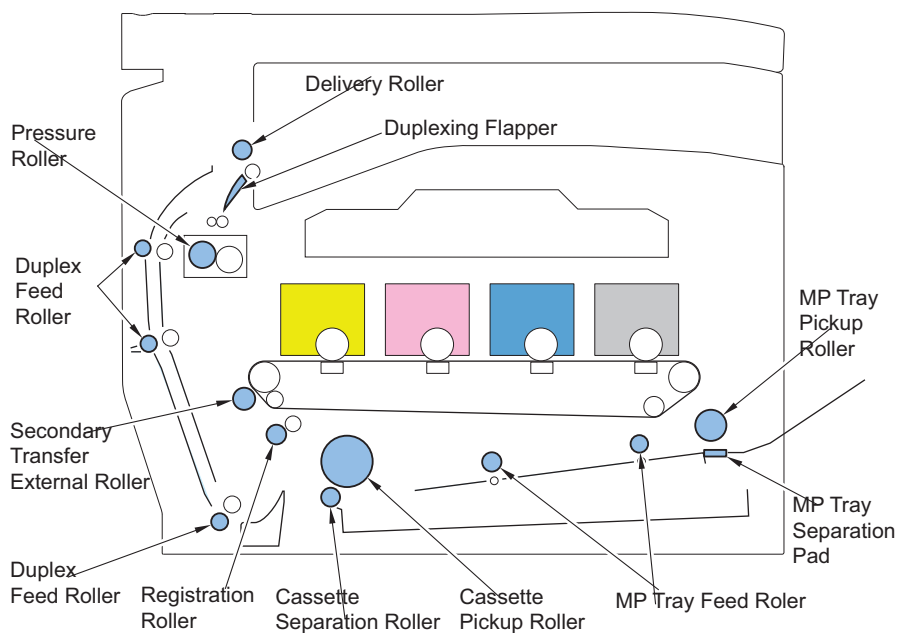 Delivery Roller
Duplexing Flapper
Pressure
Roller
Duplex
Feed
Roller
MP Tray
Pickup
Roller
Secondary
Transfer
External Roller
MP Tray
Separation
Pad
Duplex
Feed Roller
Registration
Roller
Cassette
Separation Roller
Cassette
Pickup Roller
MP Tray Feed Roler